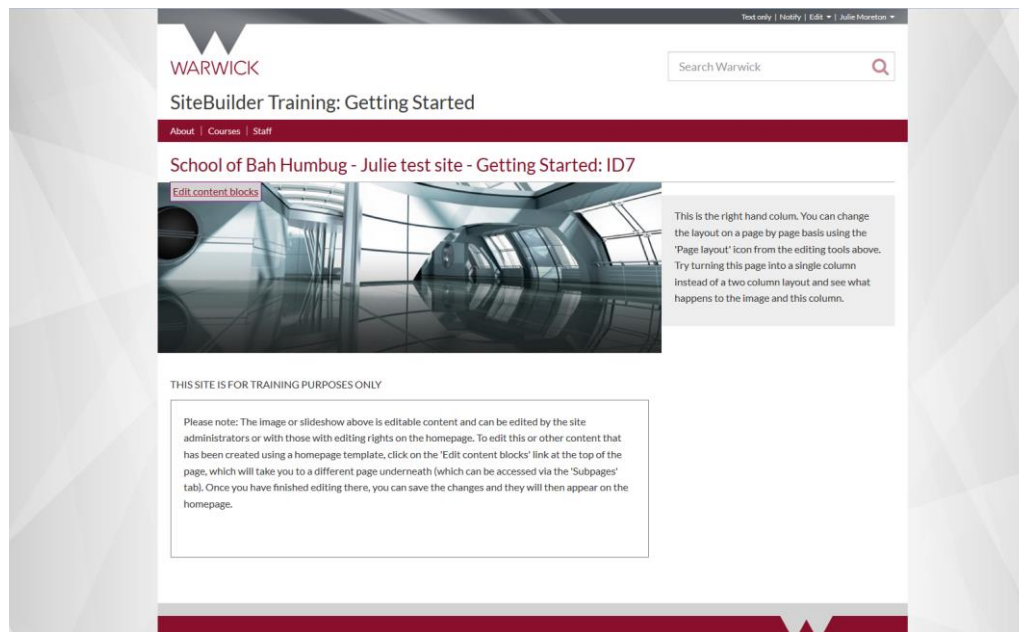 Text only | Notify | Edit | Julie Moreton
WARWICK
Search Warwick
SiteBuilder Training: Getting Started
About | Courses | Staff
School of Bah Humbug - Julie test site - Getting Started: ID7
Edit content blocks
This is the right hand colum. You can change
the layout on a page by page basis using the
'Page layout' icon from the editing tools above.
Try turning this page into a single column
instead of a two column layout and see what
happens to the image and this column.
THIS SITE IS FOR TRAINING PURPOSES ONLY
Please note: The image or slideshow above is editable content and can be edited by the site
administrators or with those with editing rights on the homepage. To edit this or other content that
has been created using a homepage template, click on the 'Edit content blocks' link at the top of the
page, which will take you to a different page underneath (which can be accessed via the 'Subpages'
tab). Once you have finished editing there, you can save the changes and they will then appear on the
homepage.